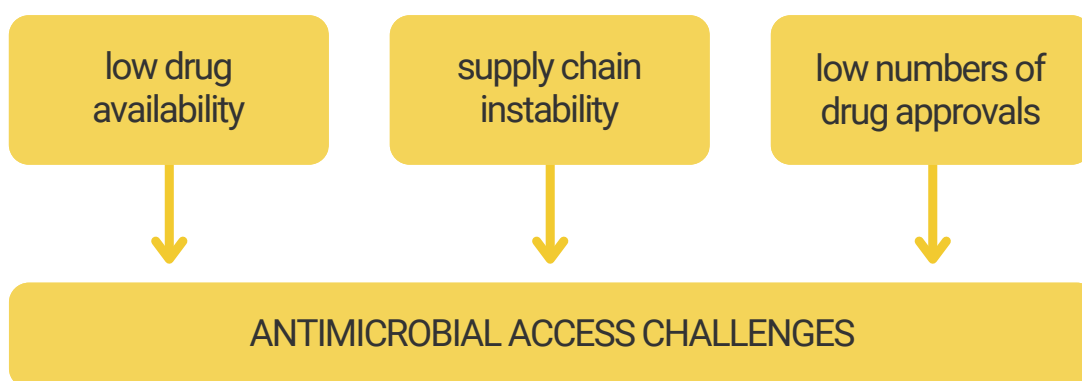 low drug
availability
supply chain
instability
low numbers of
drug approvals
ANTIMICROBIAL ACCESS CHALLENGES